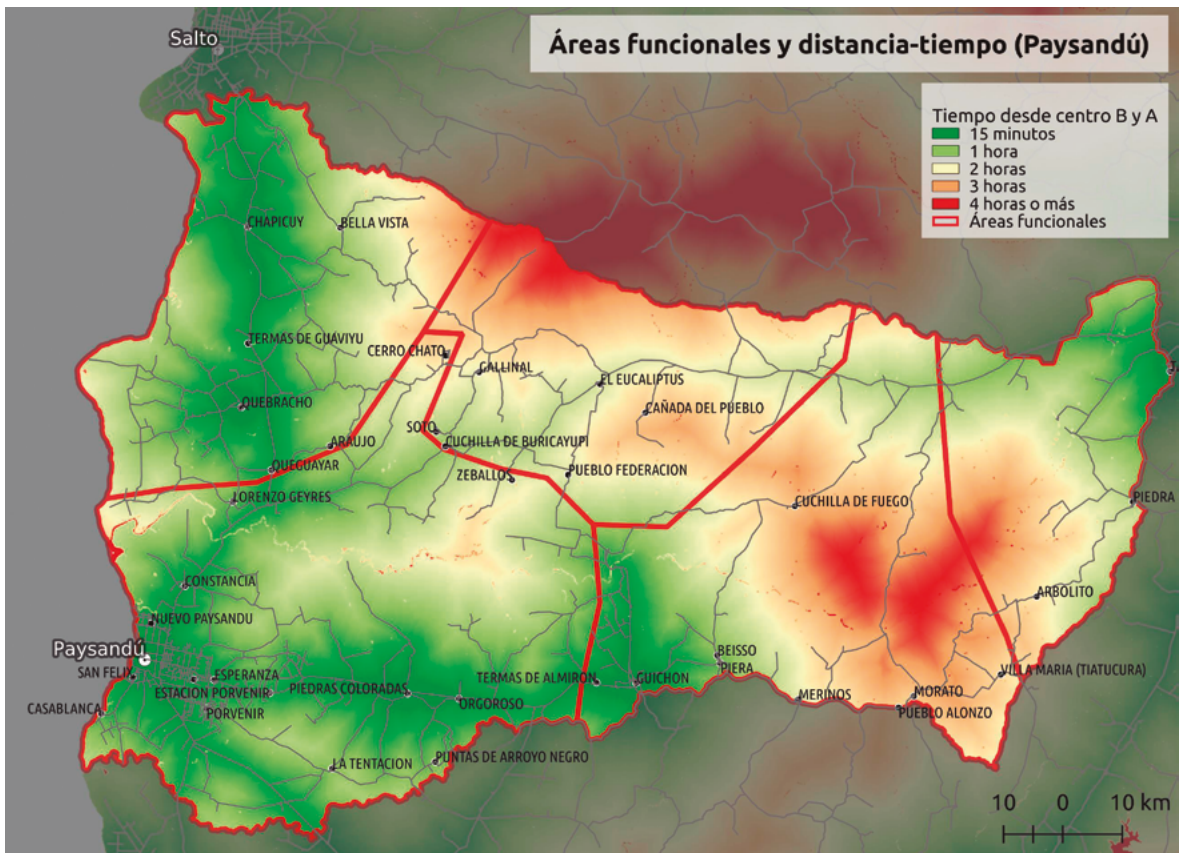 Salto
Áreas funcionales y distancia-tiempo (Paysandú)
Tiempo desde centro B y A
15 minutos
1 hora
2 horas
3 horas
4 horas o más
Áreas funcionales
CHAPICUY
BELLA VISTA
TERMAS DE GUAVIYU
CERRO CHATO
GALLINAL
EL EUCALIPTUS
QUEBRACHO
CAÑADA DEL PUEBLO
ARAUJO
SOTO
CUCHILLA DE BURICAYUPI
QUEGUAYAR
ZEBALLOS
PUEBLO FEDERACION
LORENZO GEYRES
CUCHILLA DE FUEGO
PIEDRA
CONSTANCIA
ARBOLITO
NUEVO PAYSANDU
Paysandú
BEISSO
PIERA
SAN FELIX
ESPERANZA
TERMAS DE ALMIRON
GUICHON
VILLA MARIA (TIATUCURA)
ESTACION PORVENIR
PIEDRAS COLORADAS
ORGOROSO
MERINOS
MORATO
CASABLANCA
PORVENIR
PUEBLO ALONZO
LA TENTACION
PUNTAS DE ARROYO NEGRO
10 0 10 km